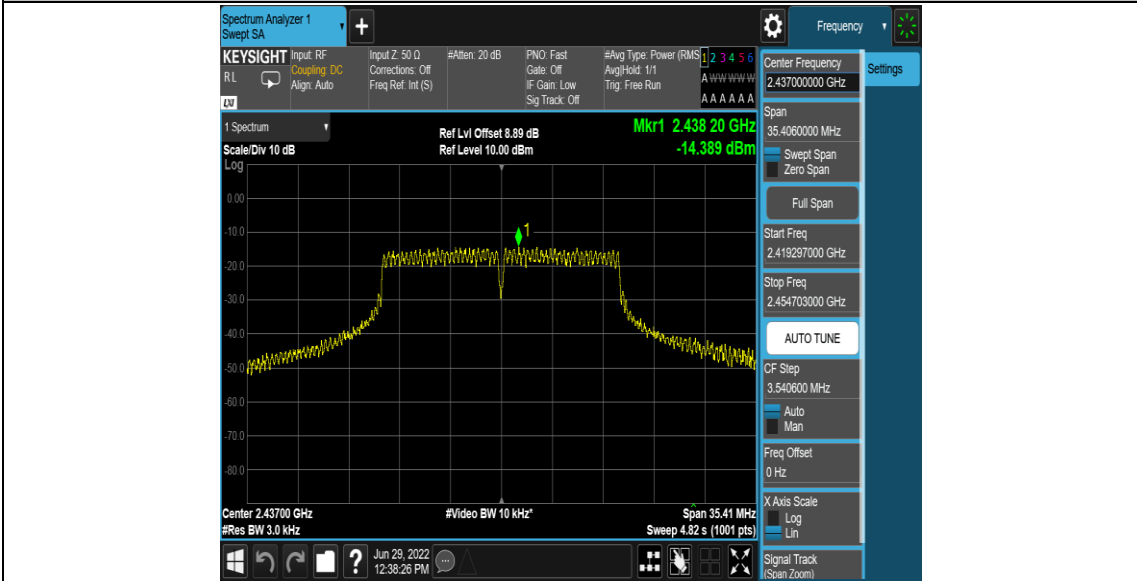 Spectrum Analyzer 1
Swept SA
+
Frequency
KEYSIGHT
RL
LXI
Input: RF
Coupling: DC
Align: Auto
Input Z: 50 Ω
Corrections: Off
Freq Ref: Int (S)
#Atten: 20 dB
PNO: Fast
Gate: Off
IF Gain: Low
Sig Track: Off
#Avg Type: Power (RMS
Avg|Hold: 1/1
Trig: Free Run
1 2 3 4 5 6
A W W W W W
A A A A A A
1 Spectrum
Scale/Div 10 dB
Log
Ref Lvl Offset 8.89 dB
Ref Level 10.00 dBm
Mkr1 2.438 20 GHz
-14.389 dBm
1
0.00
-10.0
-20.0
-30.0
-40.0
-50.0
-60.0
-70.0
-80.0
Center 2.43700 GHz
#Res BW 3.0 kHz
#Video BW 10 kHz*
Span 35.41 MHz
Sweep 4.82 s (1001 pts)
Center Frequency
2.437000000 GHz
Settings
Span
35.4060000 MHz
Swept Span
Zero Span
Full Span
Start Freq
2.419297000 GHz
Stop Freq
2.454703000 GHz
AUTO TUNE
CF Step
3.540600 MHz
Auto
Man
Freq Offset
0 Hz
X Axis Scale
Log
Lin
Signal Track
(Span Zoom)
?
Jun 29, 2022
12:38:26 PM